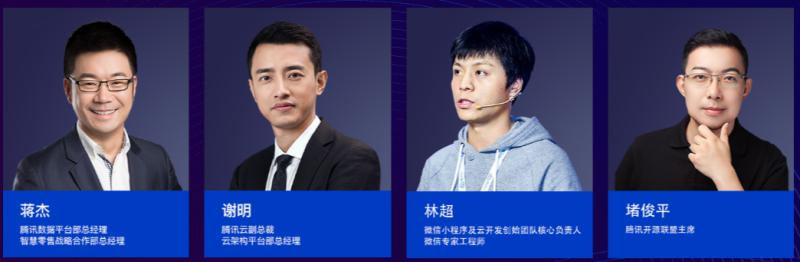 蒋杰
腾讯数据平台部总经理
智慧零售战略合作部总经理
谢明
腾讯云副总裁
云架构平台部总经理
林超
微信小程序及云开发创始团队核心负责人
微信专家工程师
堵俊平
腾讯开源联盟主席